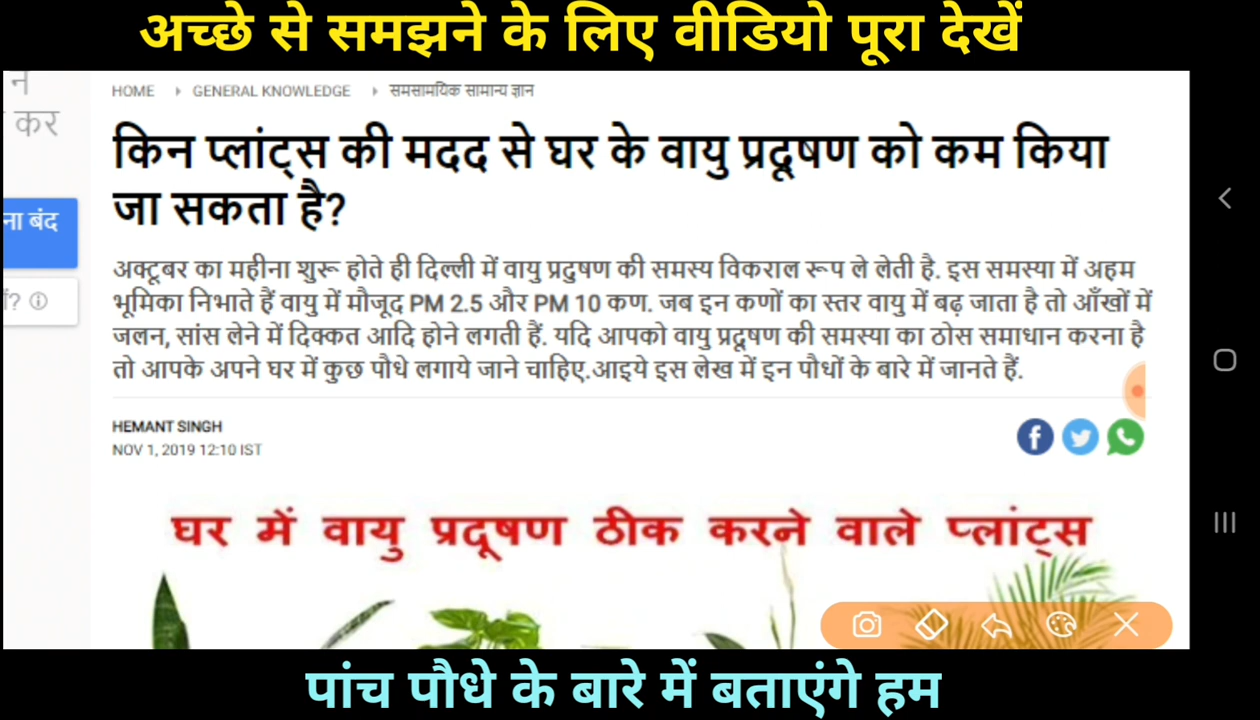 अच्छे से समझने के लिए वीडियो पूरा देखें
न
कर
HOME GENERAL KNOWLEDGE समसामयिक सामान्य ज्ञान
किन प्लांट्स की मदद से घर के वायु प्रदूषण को कम किया
जा सकता है?
ना बंद
अक्टूबर का महीना शुरू होते ही दिल्ली में वायु प्रदुषण की समस्य विकराल रूप ले लेती है. इस समस्या में अहम
भूमिका निभाते हैं वायु में मौजूद PM 2.5 और PM 10 कण. जब इन कणों का स्तर वायु में बढ़ जाता है तो आँखों में
जलन, सांस लेने में दिक्कत आदि होने लगती हैं. यदि आपको वायु प्रदूषण की समस्या का ठोस समाधान करना है
तो आपके अपने घर में कुछ पौधे लगाये जाने चाहिए.आइये इस लेख में इन पौधों के बारे में जानते हैं.
HEMANT SINGH
NOV 1, 2019 12:10 IST
घर में वायु प्रदूषण ठीक करने वाले प्लांट्स
पांच पौधे के बारे में बताएंगे हम